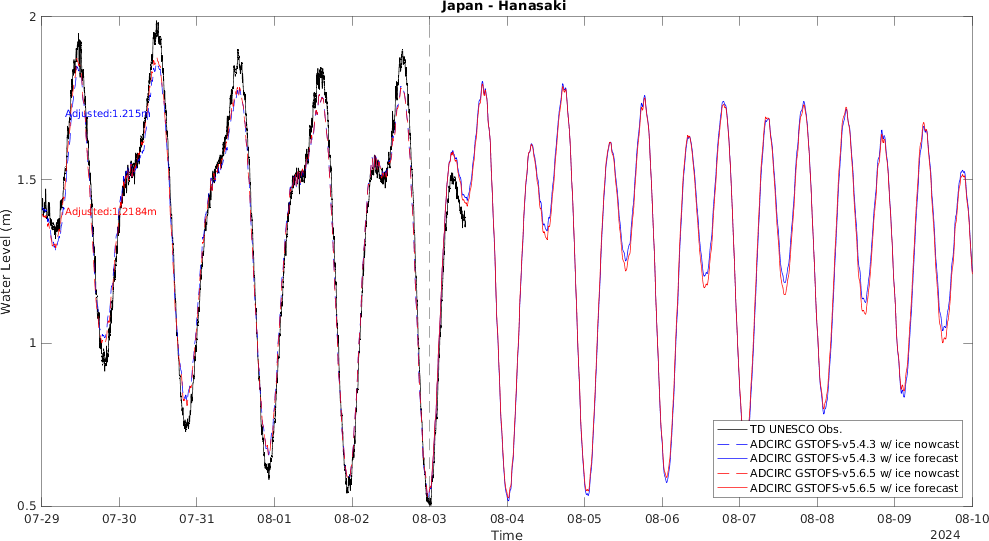 Japan - Hanasaki
2
Adjusted:1.215m
1.5
Adjusted:1.2184m
Water Level (m)
1
TD UNESCO Obs.
ADCIRC GSTOFS-v5.4.3 w/ ice nowcast
ADCIRC GSTOFS-v5.4.3 w/ ice forecast
ADCIRC GSTOFS-v5.6.5 w/ ice nowcast
ADCIRC GSTOFS-v5.6.5 w/ ice forecast
0.5
07-29 07-30 07-31 08-01 08-02 08-03 08-04 08-05 08-06 08-07 08-08 08-09 08-10
Time
2024